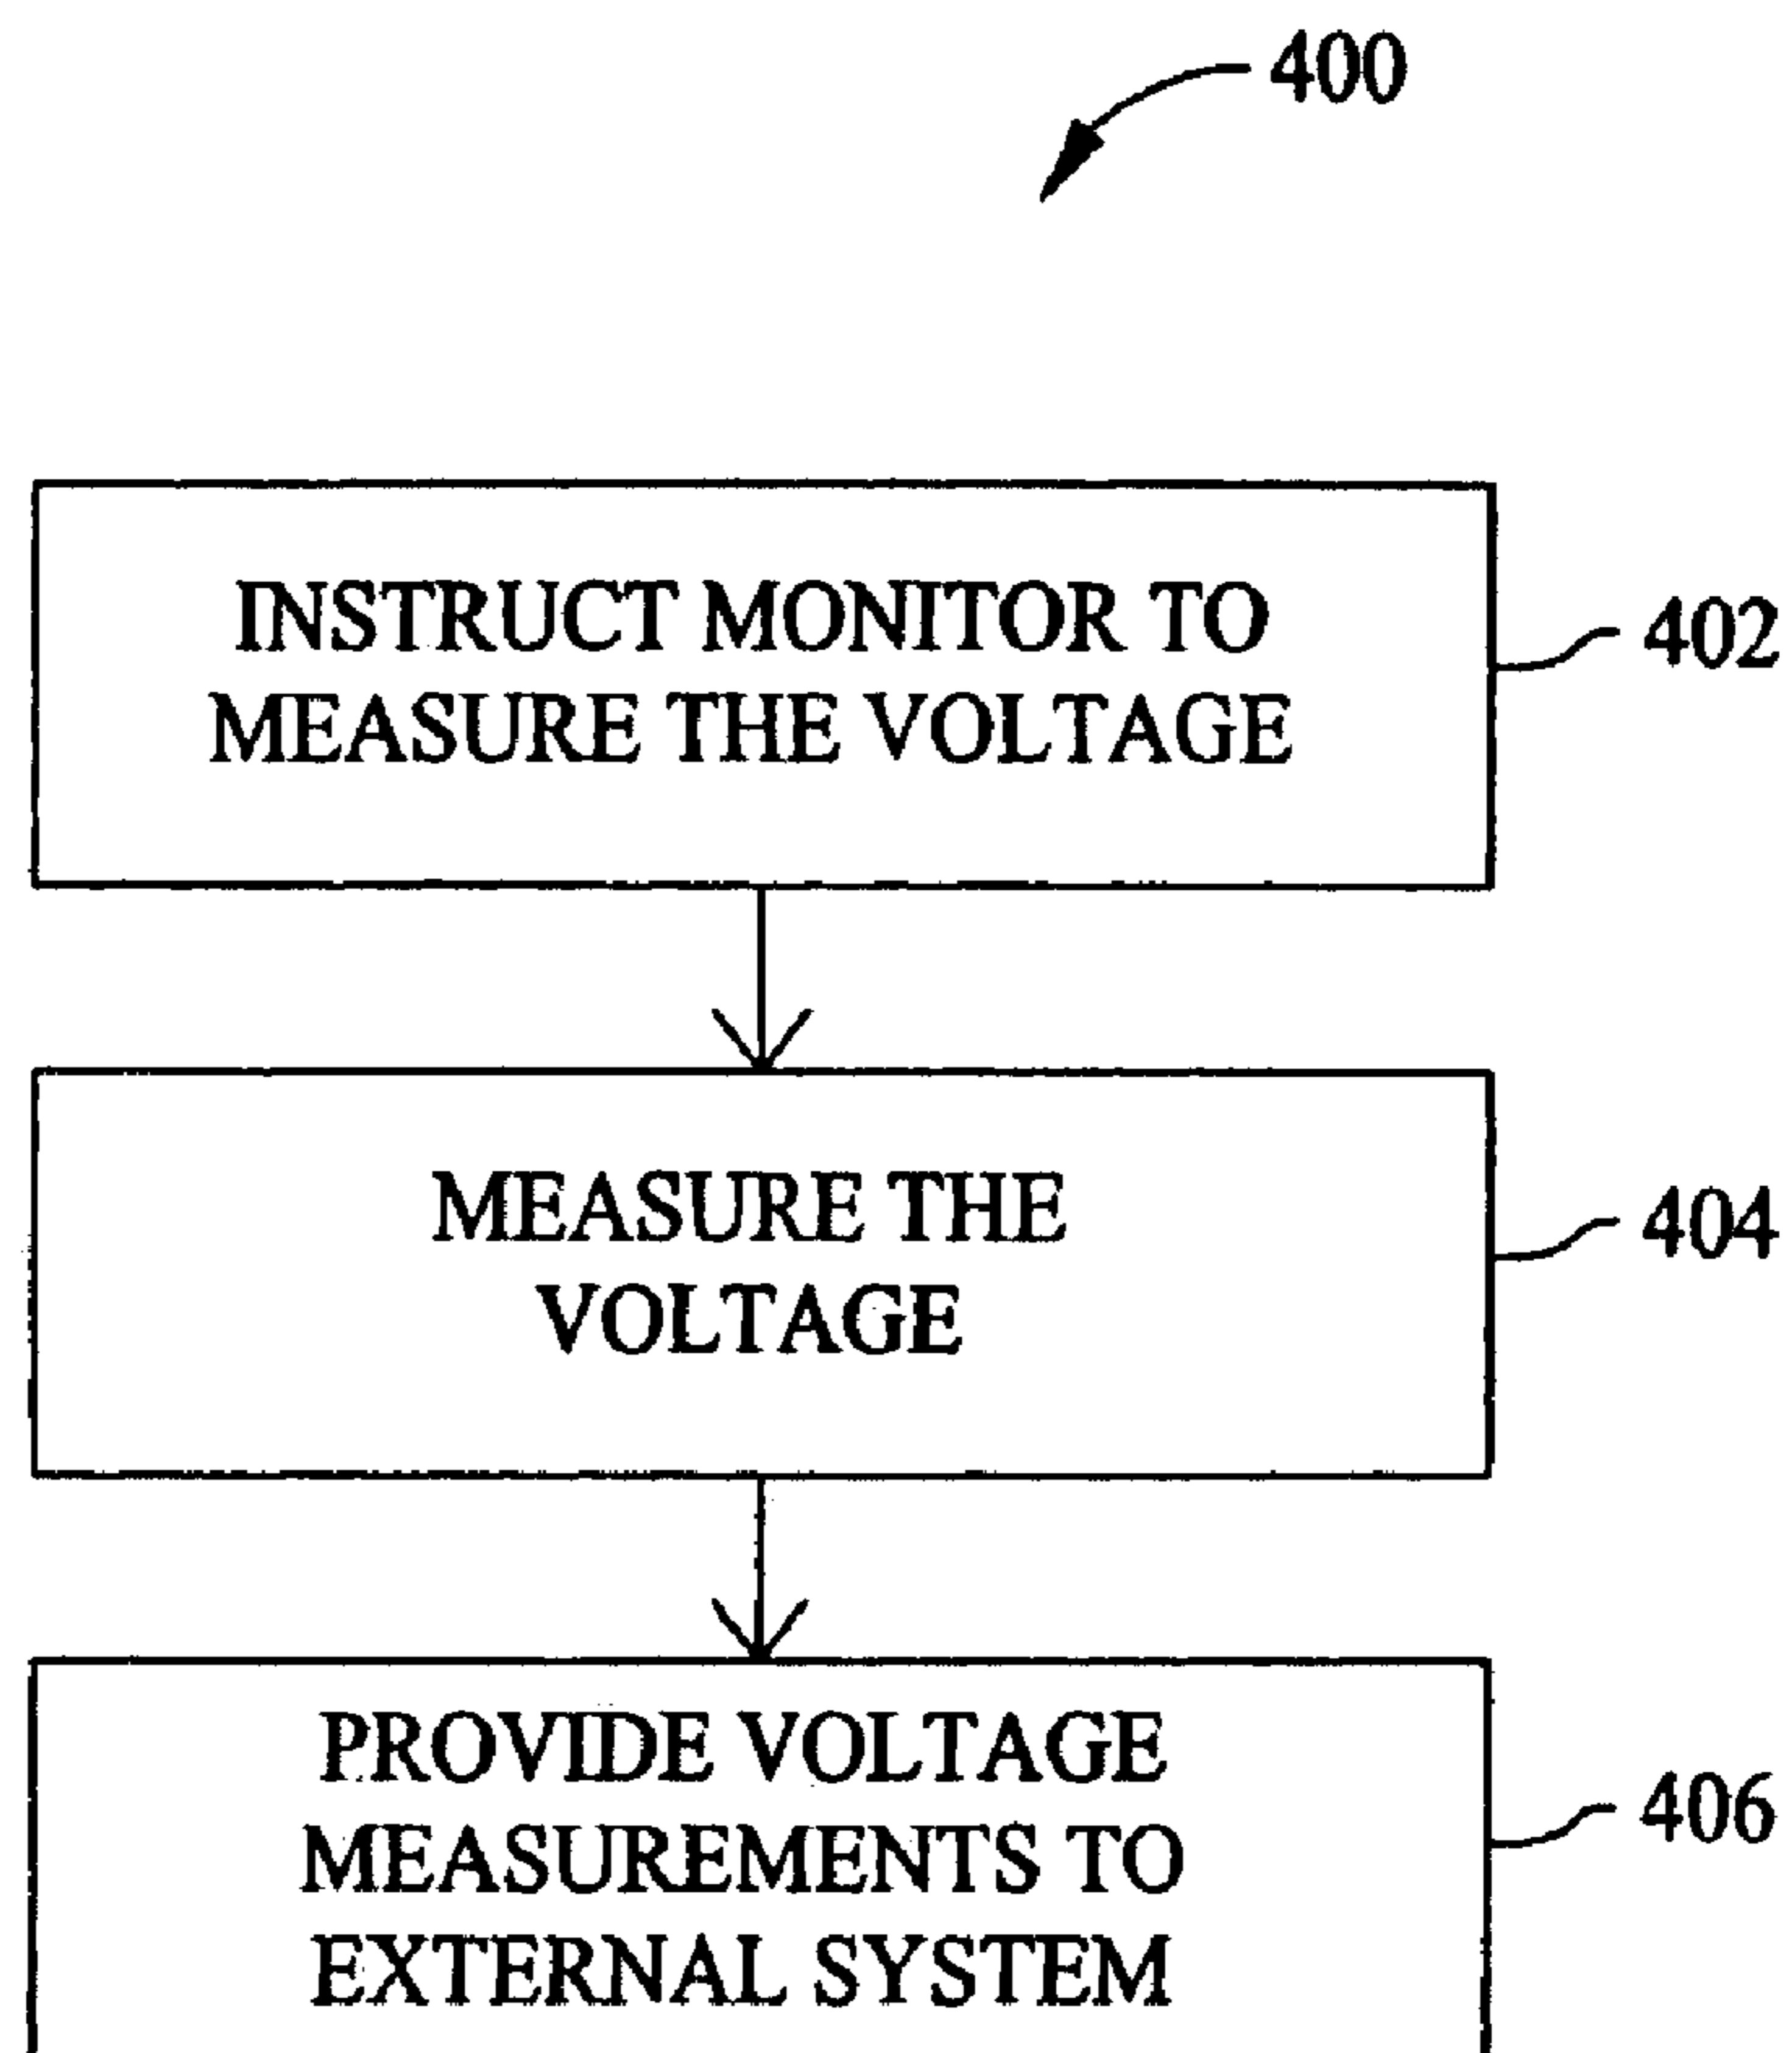 400
INSTRUCT MONITOR TO
MEASURE THE VOLTAGE
402
MEASURE THE
VOLTAGE
404
PROVIDE VOLTAGE
MEASUREMENTS TO
EXTERNAL SYSTEM
406